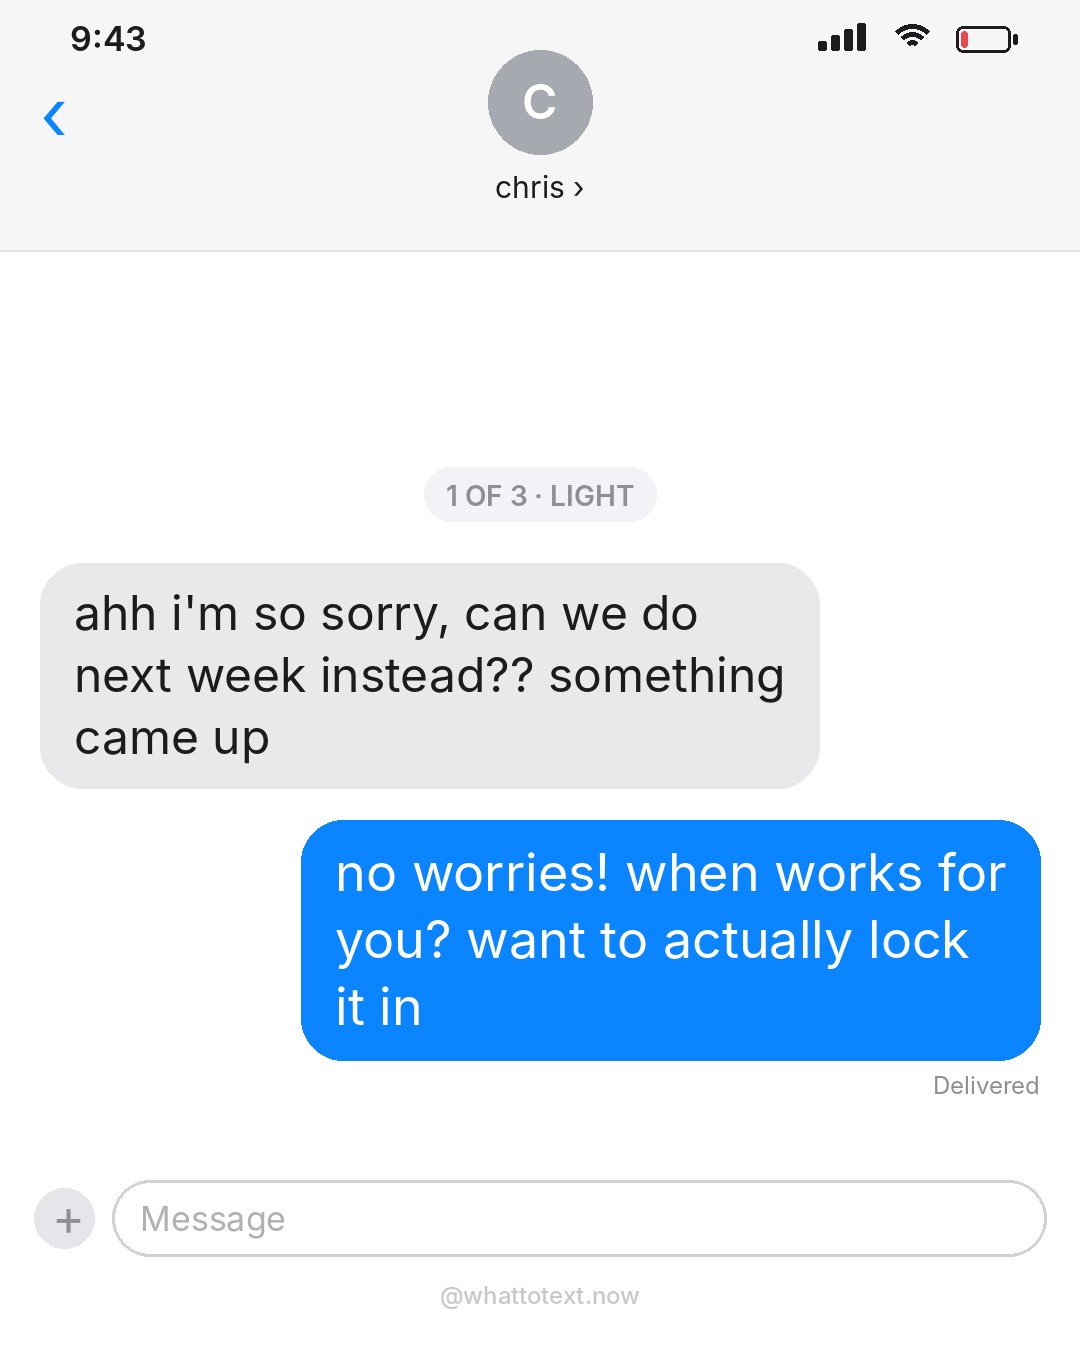 9:43
C
chris ›
1 OF 3 · LIGHT
ahh i'm so sorry, can we do
next week instead?? something
came up
no worries! when works for
you? want to actually lock
it in
Delivered
+
Message
@whattotext.now